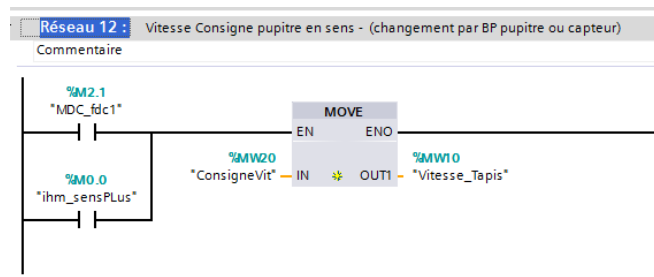 Réseau 12 : Vitesse Consigne pupitre en sens - (changement par BP pupitre ou capteur)
Commentaire
%M2.1
"MDC_fdc1"
MOVE
EN ENO
%MW20 %MW10
"ConsigneVit" IN OUT1 "Vitesse_Tapis"
%M0.0
"ihm_sensPLus"